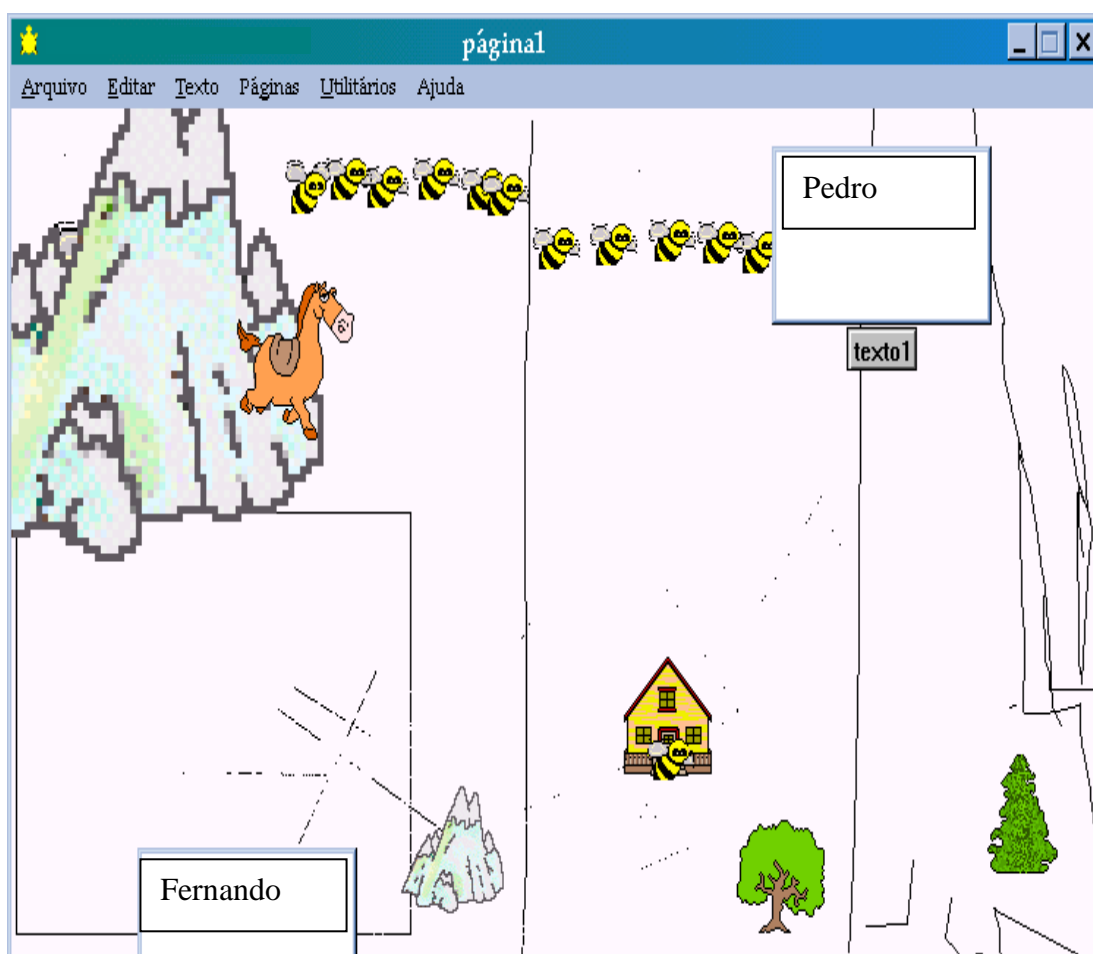 página1
Arquivo Editar Texto Páginas Utilitários Ajuda
Pedro
texto1
Fernando